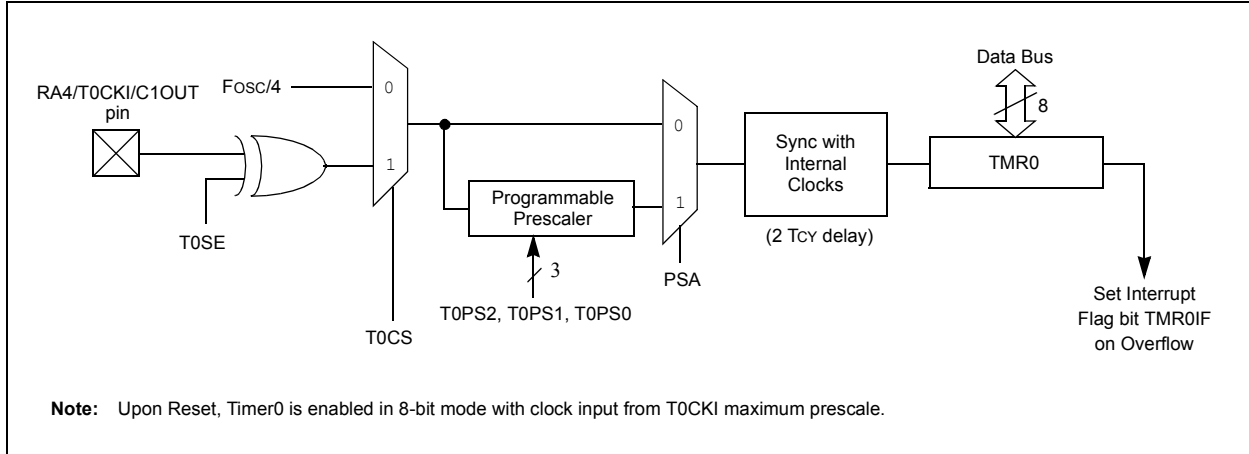 RA4/T0CKI/C1OUT
pin
T0SE
FOSC/4
0
1
T0CS
Programmable
Prescaler
3
T0PS2, T0PS1, T0PS0
0
1
PSA
Sync with
Internal
Clocks
(2 TCY delay)
Data Bus
8
TMR0
Set Interrupt
Flag bit TMR0IF
on Overflow
Note: Upon Reset, Timer0 is enabled in 8-bit mode with clock input from T0CKI maximum prescale.